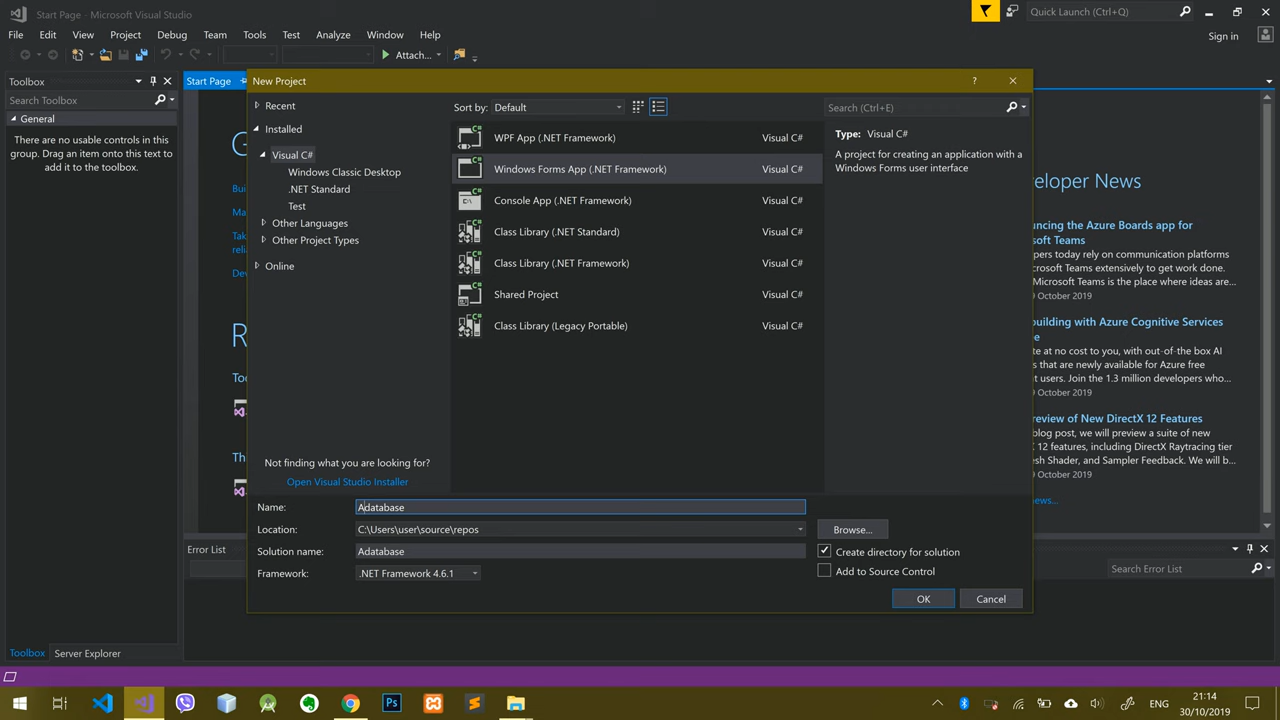 Start Page - Microsoft Visual Studio
Quick Launch (Ctrl+Q)
File Edit View Project Debug Team Tools Test Analyze Window Help
Sign in
Attach...
Toolbox
Search Toolbox
General
There are no usable controls in this
group. Drag an item onto this text to
add it to the toolbox.
Start Page
New Project
Recent
Installed
Visual C#
Windows Classic Desktop
.NET Standard
Test
Other Languages
Other Project Types
Online
Not finding what you are looking for?
Open Visual Studio Installer
Sort by: Default
WPF App (.NET Framework) Visual C#
Windows Forms App (.NET Framework) Visual C#
Console App (.NET Framework) Visual C#
Class Library (.NET Standard) Visual C#
Class Library (.NET Framework) Visual C#
Shared Project Visual C#
Class Library (Legacy Portable) Visual C#
Search (Ctrl+E)
Type: Visual C#
A project for creating an application with a
Windows Forms user interface
Name: Adatabase
Location: C:\Users\user\source\repos
Browse...
Solution name: Adatabase
Create directory for solution
Framework: .NET Framework 4.6.1
Add to Source Control
OK Cancel
eloper News
uncing the Azure Boards app for
osoft Teams
opers today rely on communication platforms
icrosoft Teams is the place where ideas are...
October 2019
building with Azure Cognitive Services
te at no cost to you, with out-of-the box AI
that are newly available for Azure free
nt users. Join the 1.3 million developers who...
October 2019
review of New DirectX 12 Features
blog post, we will preview a suite of new
12 features, including DirectX Raytracing tier
esh Shader, and Sampler Feedback. We will b...
October 2019
news...
Error List
Search Error List
Toolbox Server Explorer
ENG
21:14
30/10/2019